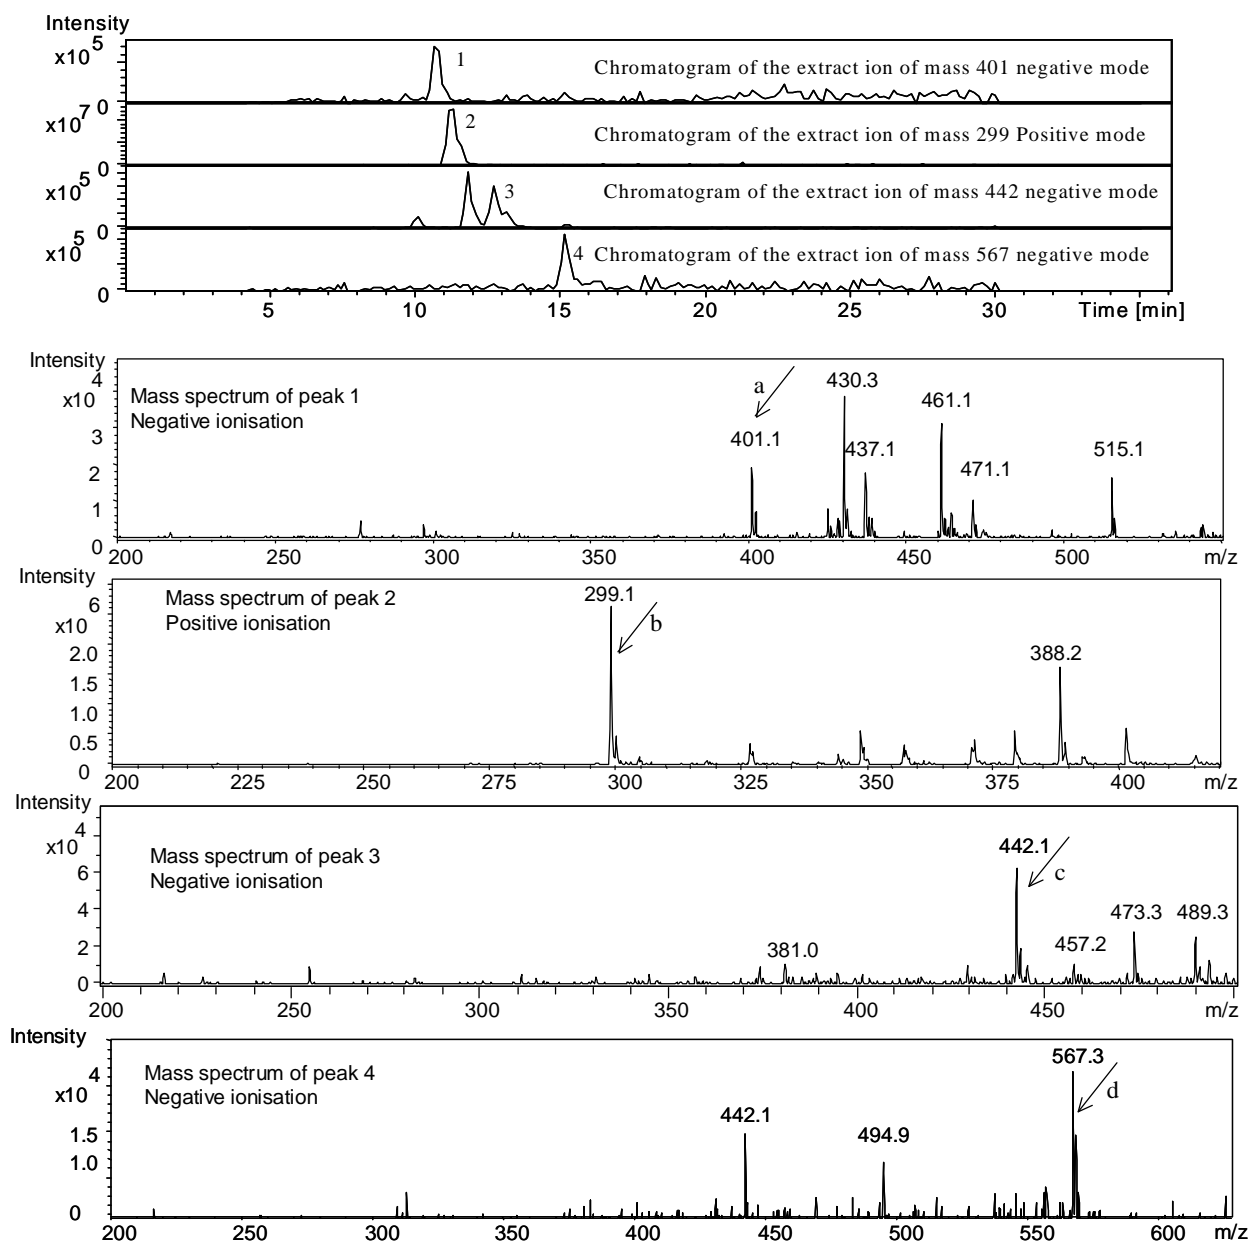 Intensity
x10 5
1
Chromatogram of the extract ion of mass 401 negative mode
0
x10 7
2
Chromatogram of the extract ion of mass 299 Positive mode
0
x10 5
3
Chromatogram of the extract ion of mass 442 negative mode
0
x10 5
4
Chromatogram of the extract ion of mass 567 negative mode
0
5 10 15 20 25 30 Time [min]
Intensity
4
x10
Mass spectrum of peak 1
Negative ionisation
a
430.3
461.1
401.1
437.1
471.1
515.1
3
2
1
0
200 250 300 350 400 450 500 m/z
Intensity
6
x10
Mass spectrum of peak 2
Positive ionisation
299.1
b
388.2
2.0
1.5
1.0
0.5
0
200 225 250 275 300 325 350 375 400 m/z
Intensity
4
x10
Mass spectrum of peak 3
Negative ionisation
442.1
c
381.0
457.2
473.3
489.3
6
4
2
0
200 250 300 350 400 450 m/z
Intensity
4
x10
Mass spectrum of peak 4
Negative ionisation
567.3
d
442.1
494.9
1.5
1.0
0
200 250 300 350 400 450 500 550 600 m/z